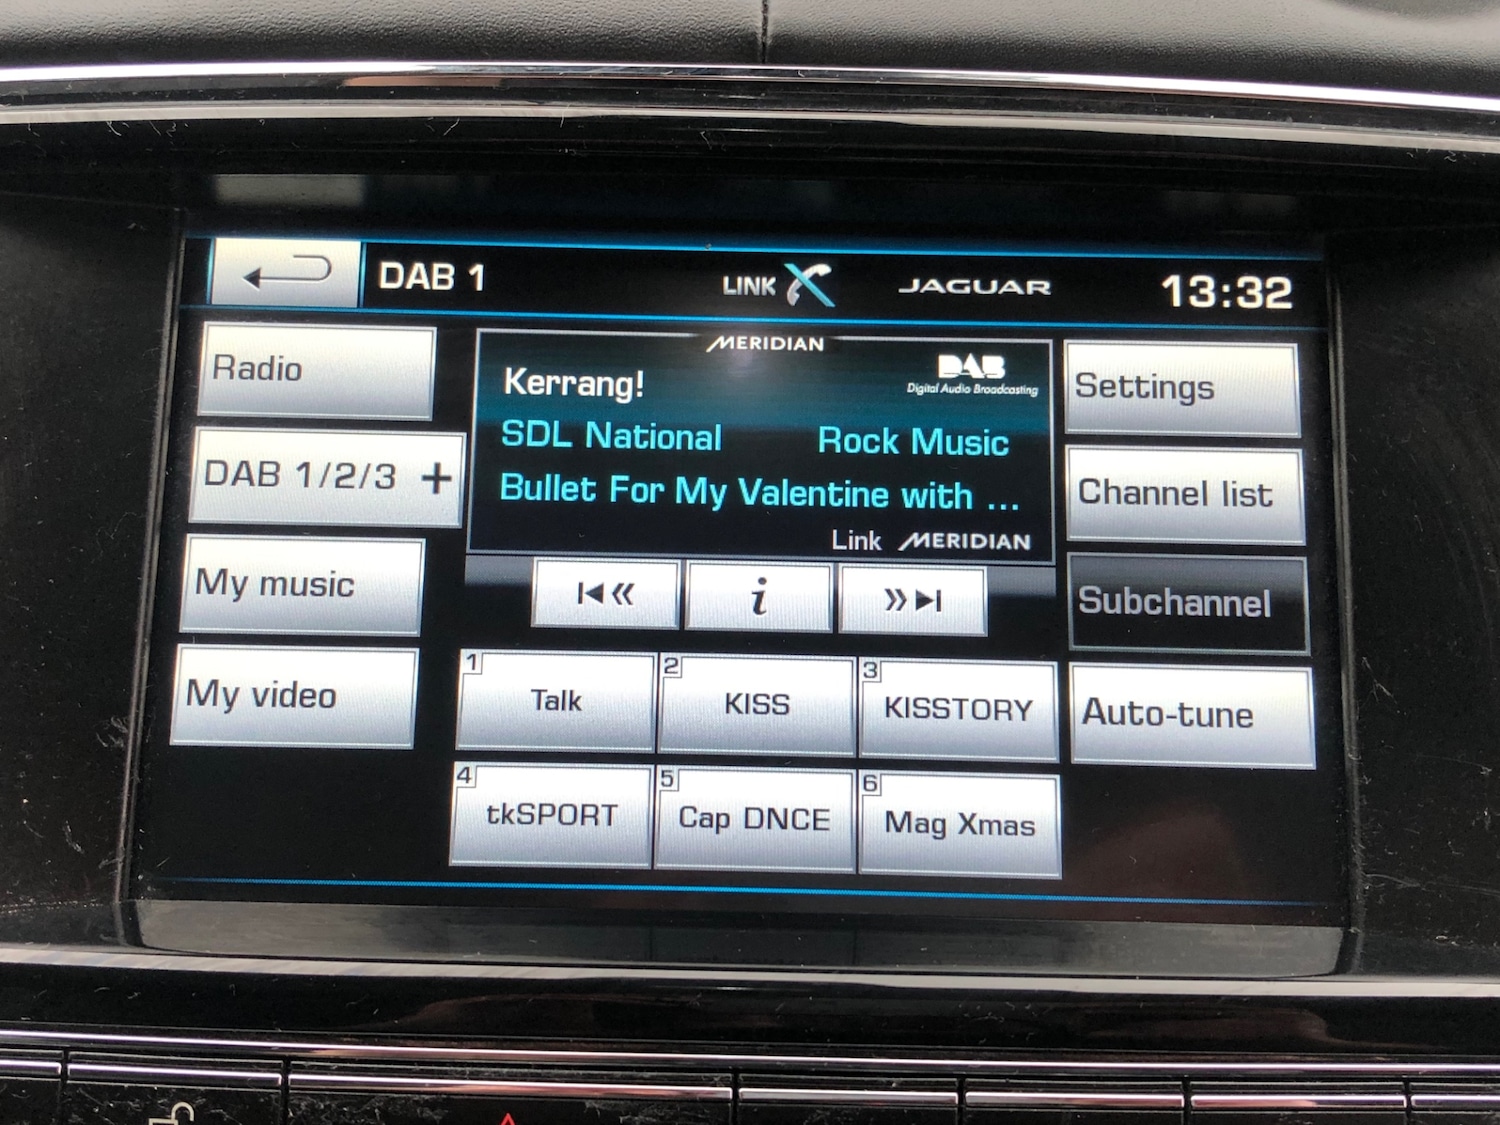 DAB 1
LINK
JAGUAR
13:32
Radio
DAB 1/2/3 +
My music
My video
MERIDIAN
Kerrang!
DAB
Digital Audio Broadcasting
SDL National
Rock Music
Bullet For My Valentine with ...
Link MERIDIAN
i
1 Talk
2 KISS
3 KISSTORY
4 tkSPORT
5 Cap DNCE
6 Mag Xmas
Settings
Channel list
Subchannel
Auto-tune